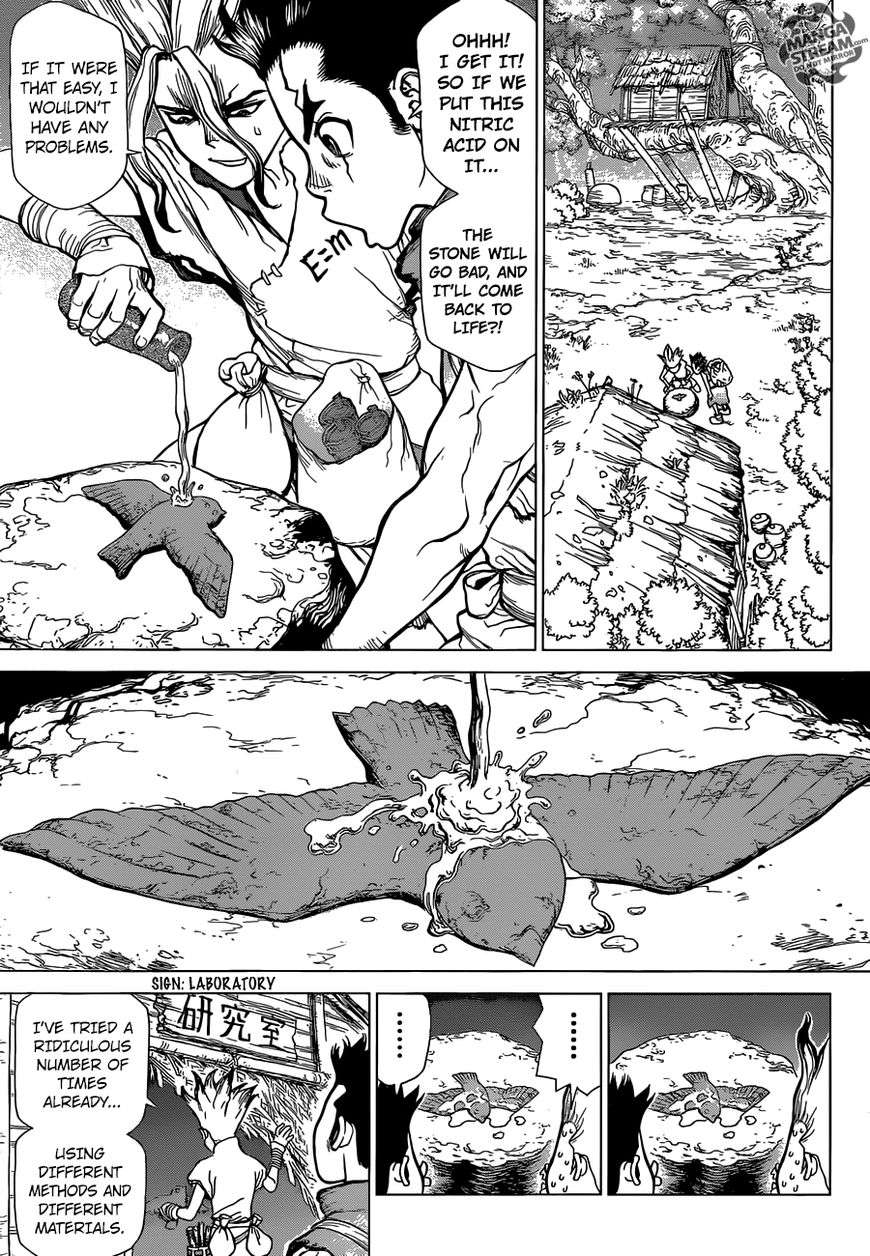 MANGA
STREAM.com
OHHH!
I GET IT!
SO IF WE
PUT THIS
NITRIC
ACID ON
IT...
THE
STONE WILL
GO BAD, AND
IT'LL COME
BACK TO
LIFE?!
IF IT WERE
THAT EASY, I
WOULDN'T
HAVE ANY
PROBLEMS.
E=m
SIGN: LABORATORY
研究室
I'VE TRIED A
RIDICULOUS
NUMBER OF
TIMES
ALREADY...
USING
DIFFERENT
METHODS AND
DIFFERENT
MATERIALS.